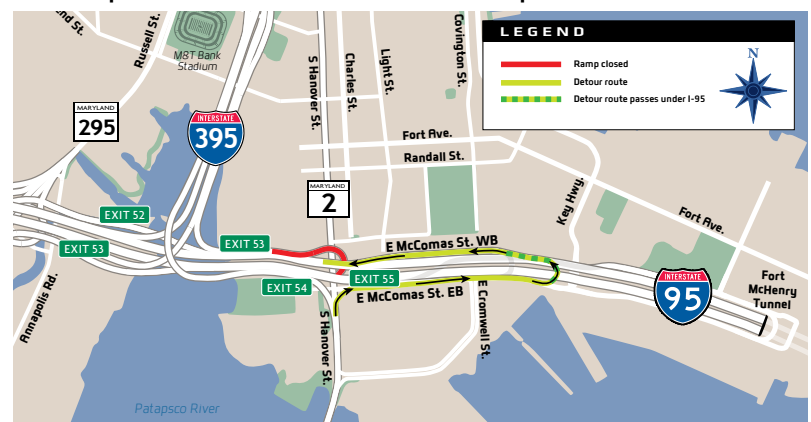 nd St.
Russell St.
M&T Bank
Stadium
S Hanover St.
Charles St.
Light St.
Covington St.
LEGEND
Ramp closed
Detour route
Detour route passes under I-95
N
MARYLAND
295
INTERSTATE
395
Fort Ave.
Randall St.
MARYLAND
2
Key Hwy.
Fort Ave.
EXIT 52
EXIT 53
EXIT 53
E McComas St. WB
EXIT 55
EXIT 54
E McComas St. EB
INTERSTATE
95
Fort
McHenry
Tunnel
Annapolis Rd.
S Hanover St.
E Cromwell St.
Patapsco River